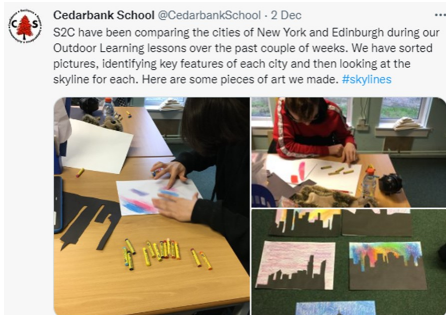 Cedarbank School @CedarbankSchool · 2 Dec
S2C have been comparing the cities of New York and Edinburgh during our
Outdoor Learning lessons over the past couple of weeks. We have sorted
pictures, identifying key features of each city and then looking at the
skyline for each. Here are some pieces of art we made. #skylines